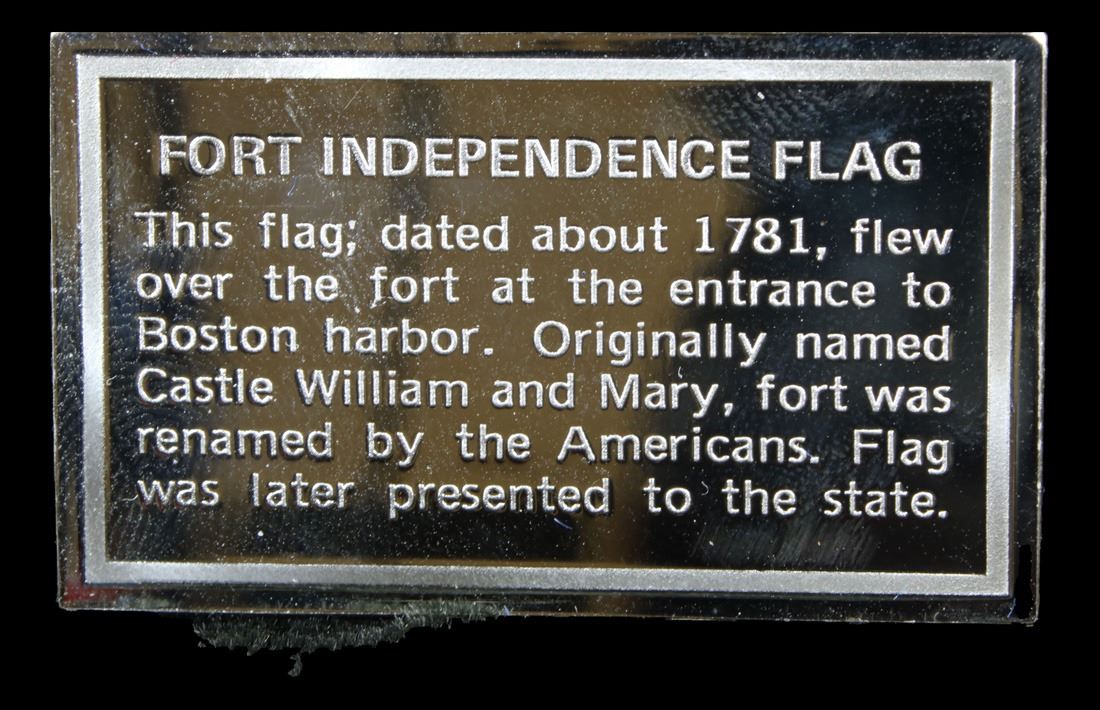 FORT INDEPENDENCE FLAG
This flag; dated about 1781, flew
over the fort at the entrance to
Boston harbor. Originally named
Castle William and Mary, fort was
renamed by the Americans. Flag
was later presented to the state.